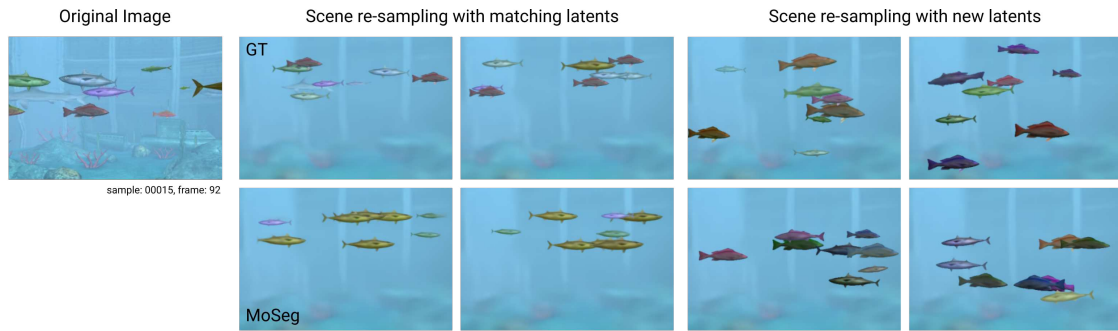 Original Image
Scene re-sampling with matching latents
Scene re-sampling with new latents
GT
sample: 00015, frame: 92
MoSeg